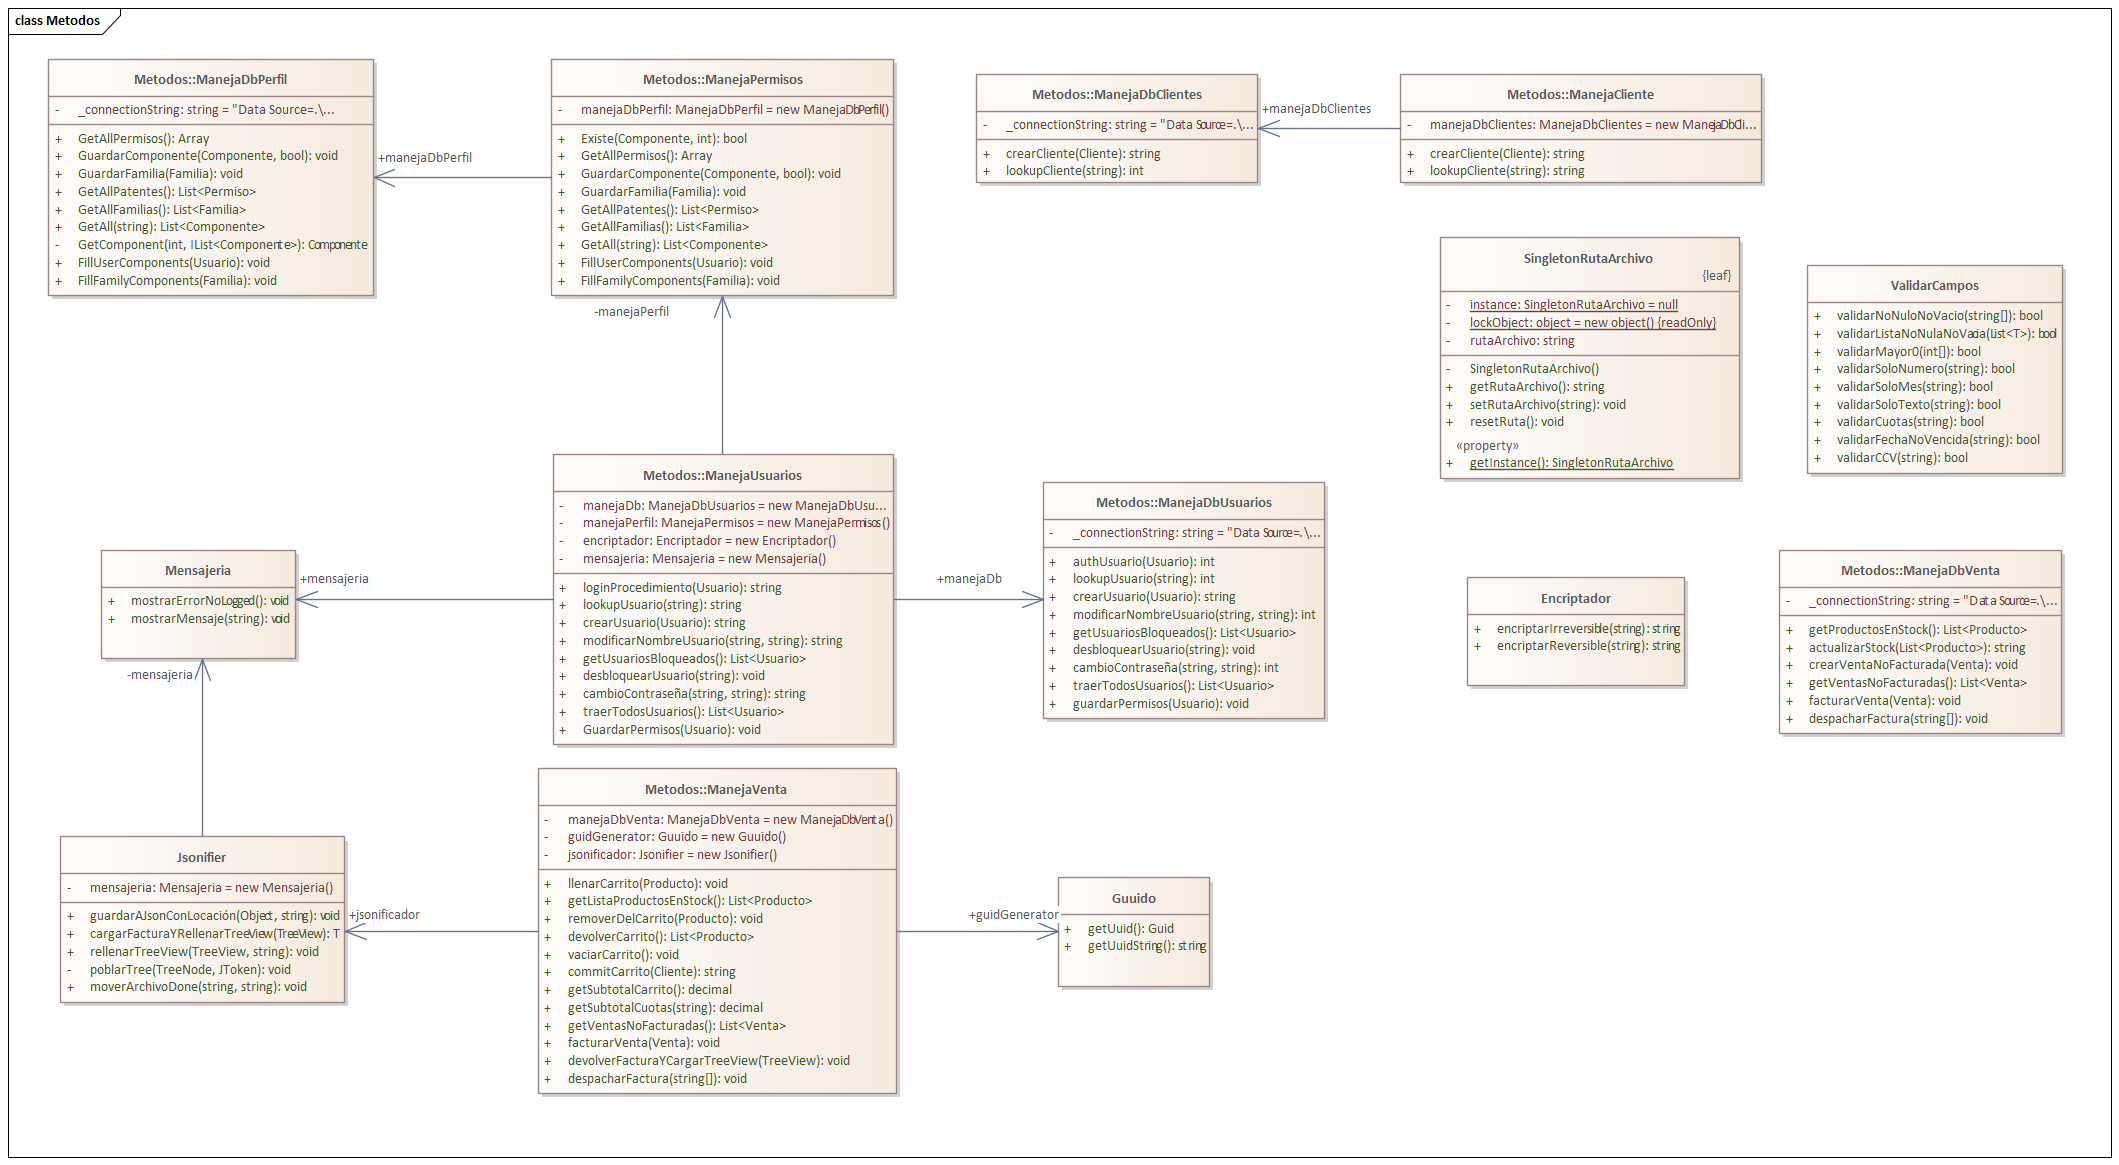 class Metodos
Metodos::ManejaDbPerfil
- _connectionString: string = "Data Source=.\...
+ GetAllPermisos(): Array
+ GuardarComponente(Componente, bool): void
+ GuardarFamilia(Familia): void
+ GetAllPatentes(): List<Permiso>
+ GetAllFamilias(): List<Familia>
+ GetAll(string): List<Componente>
- GetComponent(int, IList<Componente>): Componente
+ FillUserComponents(Usuario): void
+ FillFamilyComponents(Familia): void
+manejaDbPerfil
Metodos::ManejaPermisos
- manejaDbPerfil: ManejaDbPerfil = new ManejaDbPerfil()
+ Existe(Componente, int): bool
+ GetAllPermisos(): Array
+ GuardarComponente(Componente, bool): void
+ GuardarFamilia(Familia): void
+ GetAllPatentes(): List<Permiso>
+ GetAllFamilias(): List<Familia>
+ GetAll(string): List<Componente>
+ FillUserComponents(Usuario): void
+ FillFamilyComponents(Familia): void
-manejaPerfil
Metodos::ManejaDbClientes
- _connectionString: string = "Data Source=.\...
+ crearCliente(Cliente): string
+ lookupCliente(string): int
+manejaDbClientes
Metodos::ManejaCliente
- manejaDbClientes: ManejaDbClientes = new ManejaDbCli...
+ crearCliente(Cliente): string
+ lookupCliente(string): string
SingletonRutaArchivo
{leaf}
- instance: SingletonRutaArchivo = null
- lockObject: object = new object() {readOnly}
- rutaArchivo: string
- SingletonRutaArchivo()
+ getRutaArchivo(): string
+ setRutaArchivo(string): void
+ resetRuta(): void
«property»
+ getInstance(): SingletonRutaArchivo
ValidarCampos
+ validarNoNuloNoVacio(string[]): bool
+ validarListaNoNulaNoVacia(List<T>): bool
+ validarMayor0(int[]): bool
+ validarSoloNumero(string): bool
+ validarSoloMes(string): bool
+ validarSoloTexto(string): bool
+ validarCuotas(string): bool
+ validarFechaNoVencida(string): bool
+ validarCCV(string): bool
Metodos::ManejaUsuarios
- manejaDb: ManejaDbUsuarios = new ManejaDbUsu...
- manejaPerfil: ManejaPermisos = new ManejaPermisos()
- encriptador: Encriptador = new Encriptador()
- mensajeria: Mensajeria = new Mensajeria()
+ loginProcedimiento(Usuario): string
+ lookupUsuario(string): string
+ crearUsuario(Usuario): string
+ modificarNombreUsuario(string, string): string
+ getUsuariosBloqueados(): List<Usuario>
+ desbloquearUsuario(string): void
+ cambioContraseña(string, string): string
+ traerTodosUsuarios(): List<Usuario>
+ GuardarPermisos(Usuario): void
+manejaDb
Metodos::ManejaDbUsuarios
- _connectionString: string = "Data Source=.\...
+ authUsuario(Usuario): int
+ lookupUsuario(string): int
+ crearUsuario(Usuario): string
+ modificarNombreUsuario(string, string): int
+ getUsuariosBloqueados(): List<Usuario>
+ desbloquearUsuario(string): void
+ cambioContraseña(string, string): int
+ traerTodosUsuarios(): List<Usuario>
+ guardarPermisos(Usuario): void
Mensajeria
+ mostrarErrorNoLogged(): void
+ mostrarMensaje(string): void
+mensajeria
-mensajeria
Encriptador
+ encriptarIrreversible(string): string
+ encriptarReversible(string): string
Metodos::ManejaDbVenta
- _connectionString: string = "Data Source=.\...
+ getProductosEnStock(): List<Producto>
+ actualizarStock(List<Producto>): string
+ crearVentaNoFacturada(Venta): void
+ getVentasNoFacturadas(): List<Venta>
+ facturarVenta(Venta): void
+ despacharFactura(string[]): void
Jsonifier
- mensajeria: Mensajeria = new Mensajeria()
+ guardarAJsonConLocación(Object, string): void
+ cargarFacturaYRellenarTreeView(TreeView): T
+ rellenarTreeView(TreeView, string): void
- poblarTree(TreeNode, JToken): void
+ moverArchivoDone(string, string): void
+jsonificador
Metodos::ManejaVenta
- manejaDbVenta: ManejaDbVenta = new ManejaDbVenta()
- guidGenerator: Guuido = new Guuido()
- jsonificador: Jsonifier = new Jsonifier()
+ llenarCarrito(Producto): void
+ getListaProductosEnStock(): List<Producto>
+ removerDelCarrito(Producto): void
+ devolverCarrito(): List<Producto>
+ vaciarCarrito(): void
+ commitCarrito(Cliente): string
+ getSubtotalCarrito(): decimal
+ getSubtotalCuotas(string): decimal
+ getVentasNoFacturadas(): List<Venta>
+ facturarVenta(Venta): void
+ devolverFacturaYCargarTreeView(TreeView): void
+ despacharFactura(string[]): void
+guidGenerator
Guuido
+ getUuid(): Guid
+ getUuidString(): string